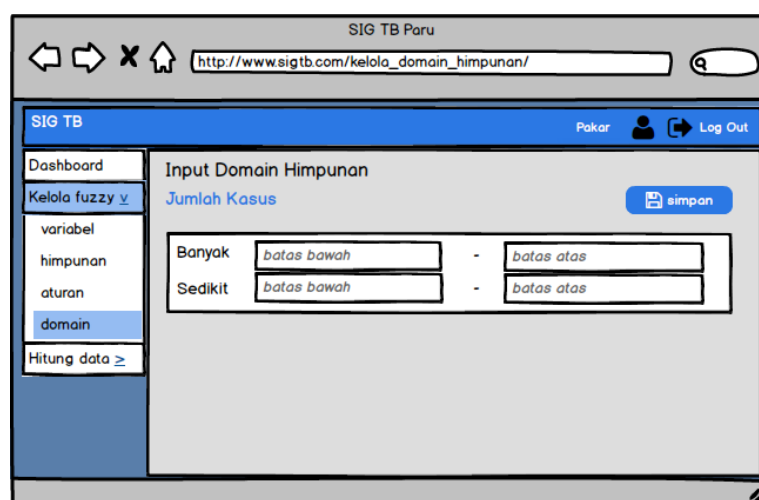 SIG TB Paru
http://www.sigtb.com/kelola_domain_himpunan/
SIG TB
Pakar
Log Out
Dashboard
Kelola fuzzy v
variabel
himpunan
aturan
domain
Hitung data >
Input Domain Himpunan
Jumlah Kasus
simpan
Banyak batas bawah - batas atas
Sedikit batas bawah - batas atas